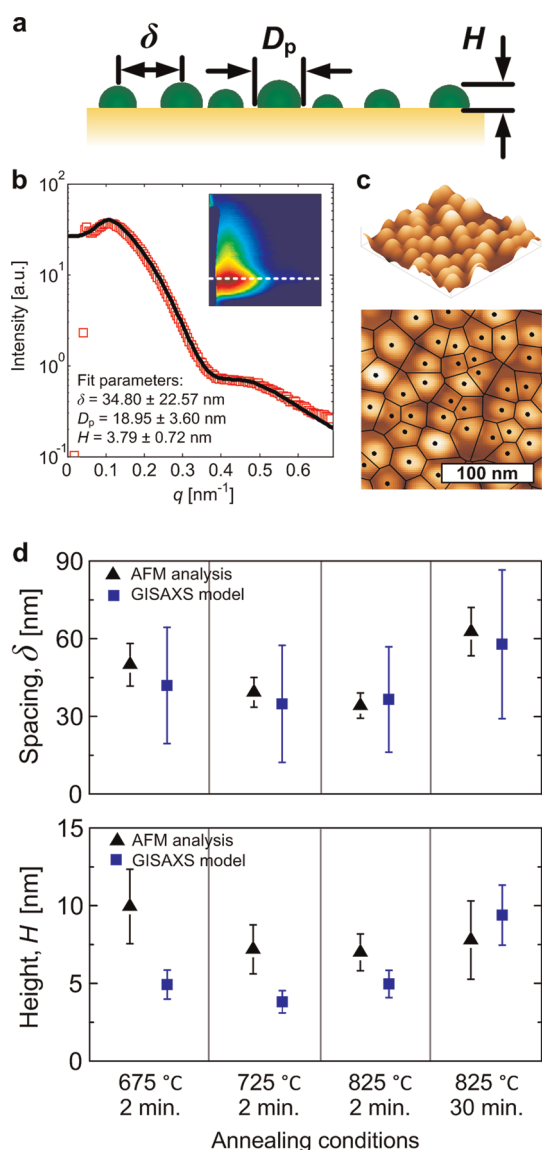 a
δ
Dp
H
b
10²
10¹
10⁰
10⁻¹
Intensity [a.u.]
Fit parameters:
δ = 34.80 ± 22.57 nm
Dp = 18.95 ± 3.60 nm
H = 3.79 ± 0.72 nm
0 0.1 0.2 0.3 0.4 0.5 0.6
q [nm⁻¹]
c
100 nm
d
90
60
30
0
Spacing, δ [nm]
AFM analysis
GISAXS model
15
10
5
0
Height, H [nm]
AFM analysis
GISAXS model
675 °C 725 °C 825 °C 825 °C
2 min. 2 min. 2 min. 30 min.
Annealing conditions